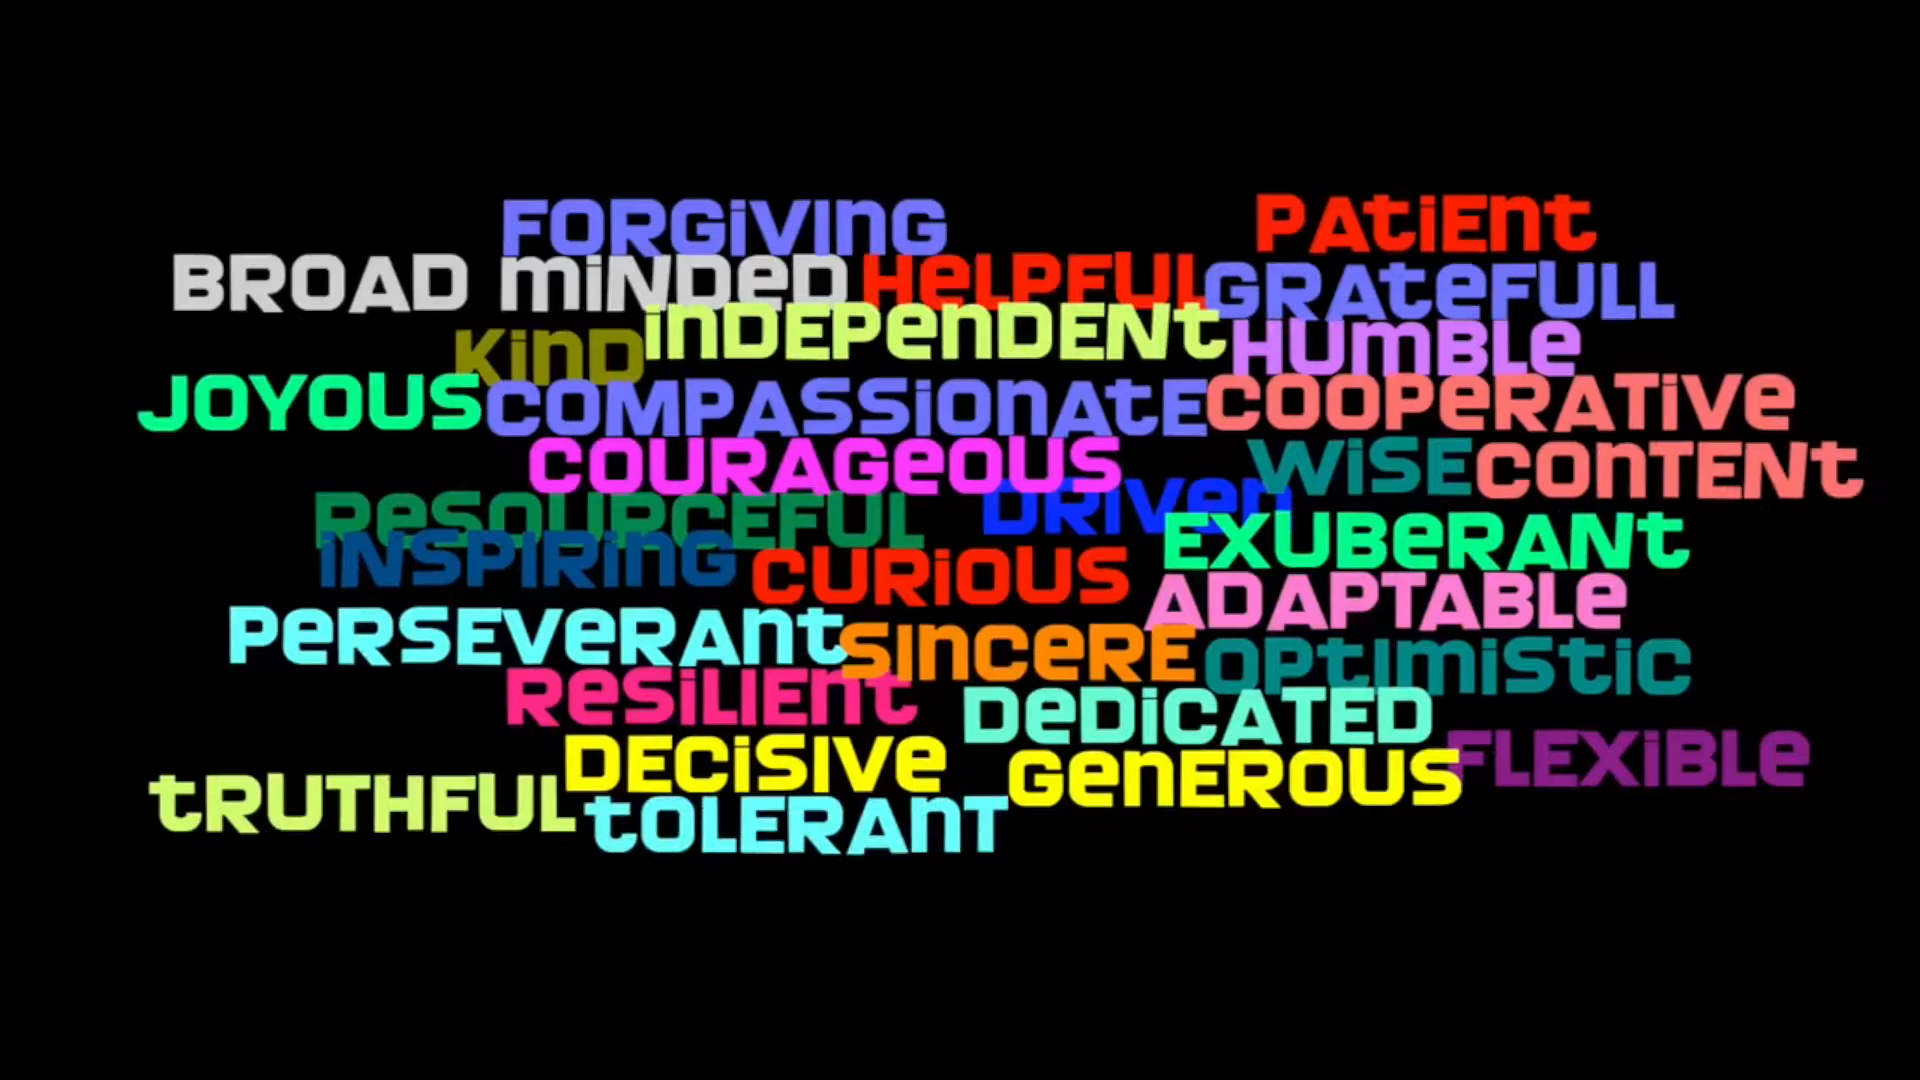 FORGiViNG
PAtiENt
BROAD MiNDeD
HeLPFUL
GRAteFULL
iNDEPeNDENt
KiND
HUMBLe
JOYOUS
COMPASSiONAtE
COOPeRATiVe
COURAGeOUS
WiSE
CONTENt
ReSOURCEFUL
DRiVeN
EXUBeRANt
iNSPIRiNG
CURiOUS
ADAPTABLe
PeRSEVeRANt
SiNCeRE
OPtIMiStiC
ReSiLIENt
DeDiCATED
DECiSIVe
GeNEROUS
FLEXiBLe
tRUTHFUL
tOLERANT